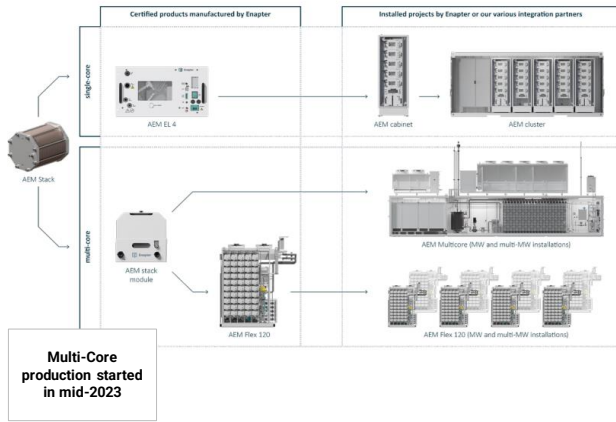 Certified products manufactured by Enapter
Installed projects by Enapter or our various integration partners
single-core
AEM EL 4
AEM cabinet
AEM cluster
AEM Stack
multi-core
AEM stack
module
AEM Multicore (MW and multi-MW installations)
AEM Flex 120
AEM Flex 120 (MW and multi-MW installations)
Multi-Core
production started
in mid-2023